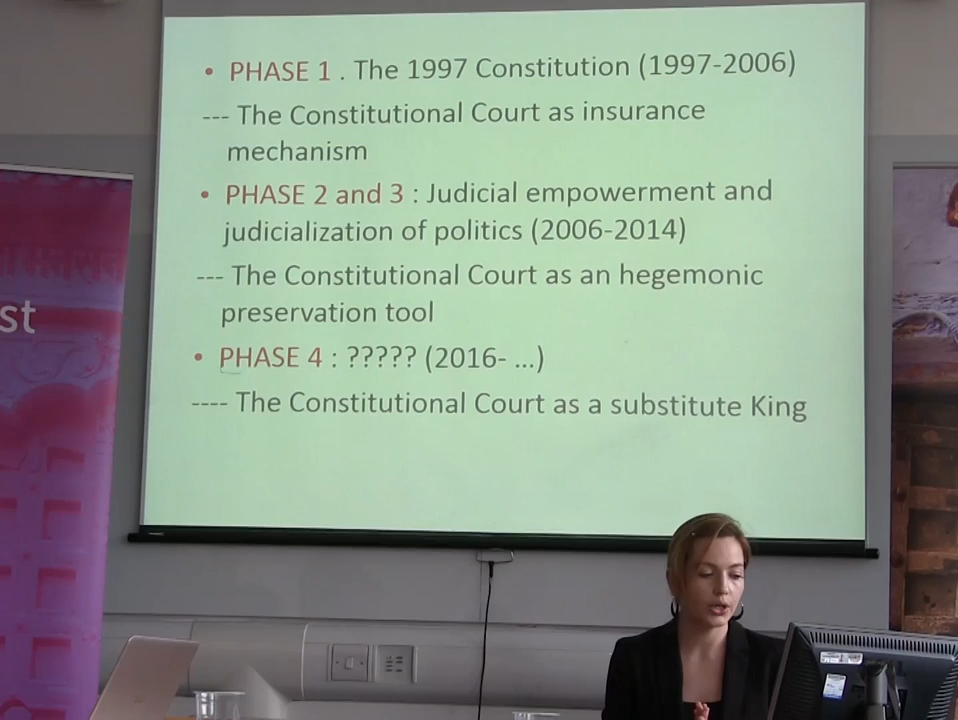 • PHASE 1 . The 1997 Constitution (1997-2006)
--- The Constitutional Court as insurance
mechanism
• PHASE 2 and 3 : Judicial empowerment and
judicialization of politics (2006-2014)
--- The Constitutional Court as an hegemonic
preservation tool
• PHASE 4 : ????? (2016- ...)
---- The Constitutional Court as a substitute King
st